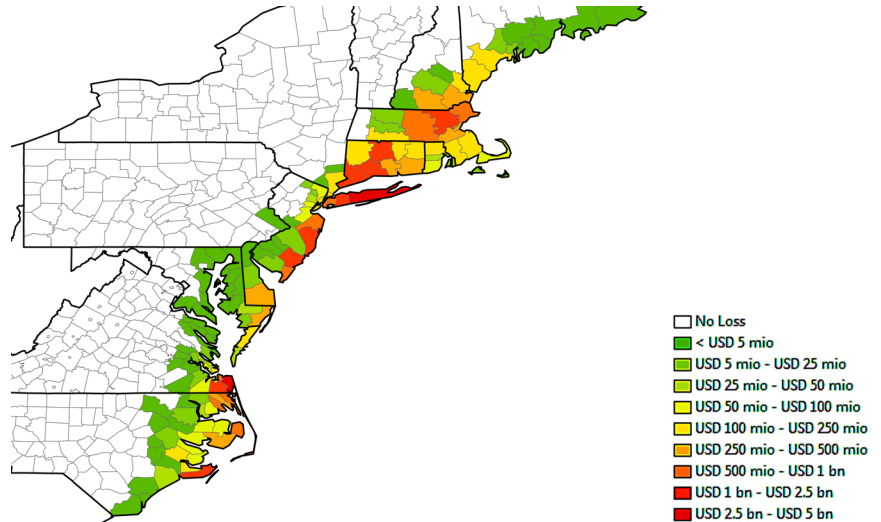 No Loss
< USD 5 mio
USD 5 mio - USD 25 mio
USD 25 mio - USD 50 mio
USD 50 mio - USD 100 mio
USD 100 mio - USD 250 mio
USD 250 mio - USD 500 mio
USD 500 mio - USD 1 bn
USD 1 bn - USD 2.5 bn
USD 2.5 bn - USD 5 bn